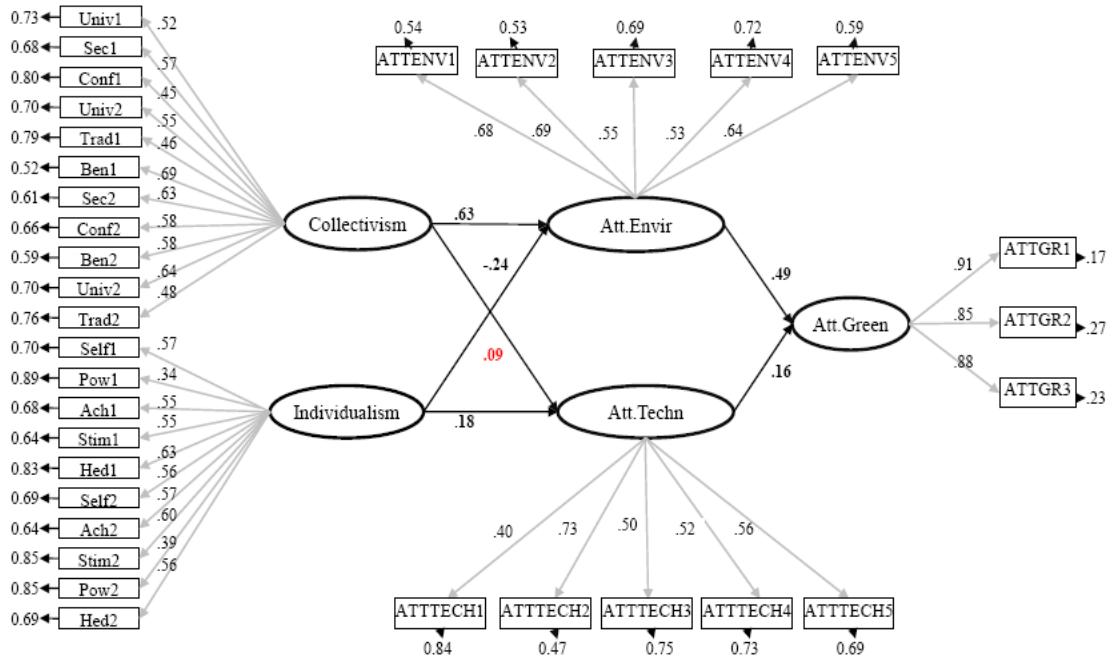 0.73 Univ1 .52
0.68 Sec1 .57
0.80 Conf1 .45
0.70 Univ2 .55
0.79 Trad1 .46
0.52 Ben1 .69
0.61 Sec2 .63
0.66 Conf2 .58
0.59 Ben2 .58
0.70 Univ2 .64
0.76 Trad2 .48
0.70 Self1 .57
0.89 Pow1 .34
0.68 Ach1 .55
0.64 Stim1 .55
0.83 Hed1 .63
0.69 Self2 .56
0.64 Ach2 .57
0.85 Stim2 .60
0.85 Pow2 .39
0.69 Hed2 .56
0.54 0.53 0.69 0.72 0.59
ATTENV1 ATTENV2 ATTENV3 ATTENV4 ATTENV5
.68 .69 .55 .53 .64
Collectivism .63 Att.Envir
-.24
.09
Individualism .18 Att.Techn
.49
.16
Att.Green
.91 ATTGR1 .17
.85 ATTGR2 .27
.88 ATTGR3 .23
.40 .73 .50 .52 .56
ATTTECH1 ATTTECH2 ATTTECH3 ATTTECH4 ATTTECH5
0.84 0.47 0.75 0.73 0.69